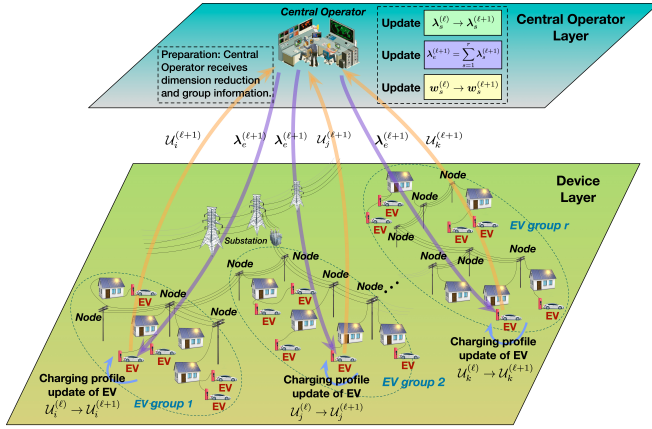 Central Operator
Central Operator
Layer
Preparation: Central
Operator receives
dimension reduction
and group information.
Update λ_s^(ℓ) → λ_s^(ℓ+1)
Update λ_e^(ℓ+1) = ∑_{s=1}^{r} λ_s^(ℓ+1)
Update w_s^(ℓ) → w_s^(ℓ+1)
U_i^(ℓ+1) λ_e^(ℓ+1) λ_e^(ℓ+1) U_j^(ℓ+1) λ_e^(ℓ+1) U_k^(ℓ+1)
Device
Layer
Node
EV
EV
EV
EV
EV group r
Node
Substation
Node
Node
Node
Node
EV
EV
Node
EV
Node
Node
EV
Node
EV
EV
EV
EV
EV
EV
EV
EV
EV
EV
Charging profile
update of EV
U_k^(ℓ) → U_k^(ℓ+1)
Charging profile
update of EV
U_i^(ℓ) → U_i^(ℓ+1)
EV group 1
Charging profile
update of EV
U_j^(ℓ) → U_j^(ℓ+1)
EV group 2